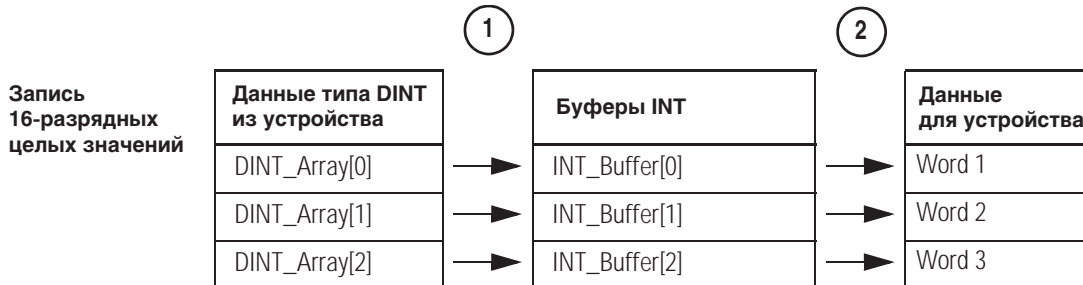 1
2
Запись
16-разрядных
целых значений
Данные типа DINT
из устройства
Буферы INT
Данные
для устройства
DINT_Array[0]
INT_Buffer[0]
Word 1
DINT_Array[1]
INT_Buffer[1]
Word 2
DINT_Array[2]
INT_Buffer[2]
Word 3